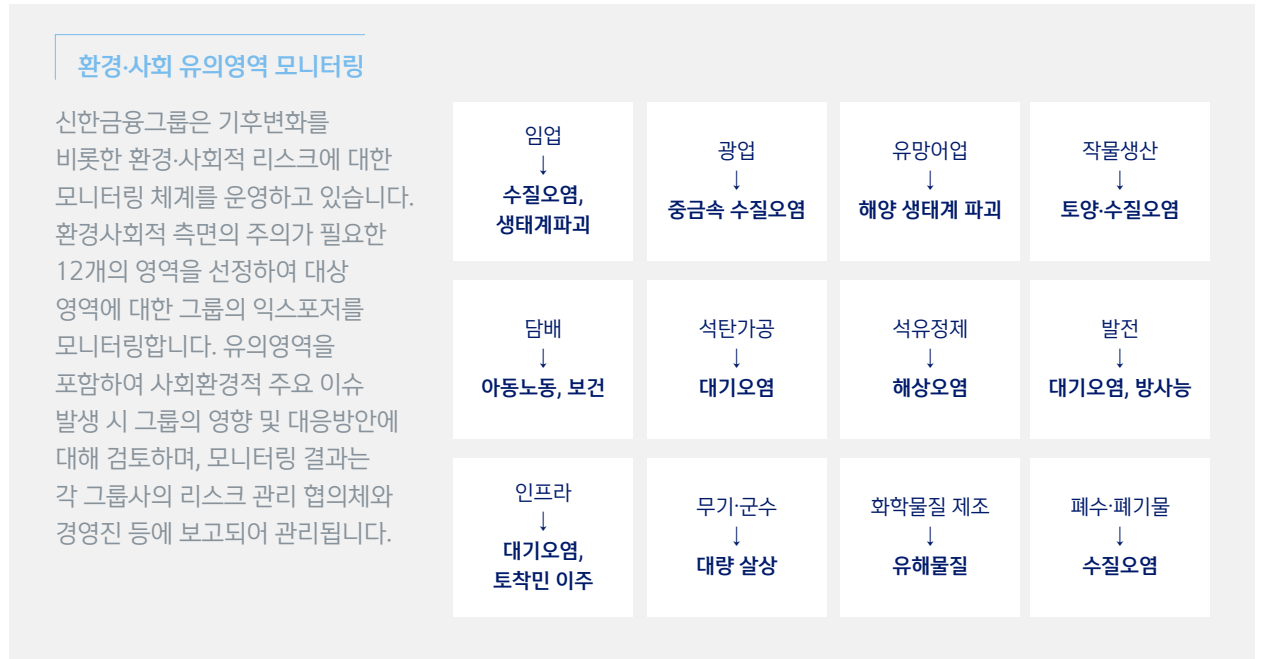 환경·사회 유의영역 모니터링
신한금융그룹은 기후변화를
비롯한 환경·사회적 리스크에 대한
모니터링 체계를 운영하고 있습니다.
환경사회적 측면의 주의가 필요한
12개의 영역을 선정하여 대상
영역에 대한 그룹의 익스포저를
모니터링합니다. 유의영역을
포함하여 사회환경적 주요 이슈
발생 시 그룹의 영향 및 대응방안에
대해 검토하며, 모니터링 결과는
각 그룹사의 리스크 관리 협의체와
경영진 등에 보고되어 관리됩니다.
임업
↓
수질오염,
생태계파괴
광업
↓
중금속 수질오염
유망어업
↓
해양 생태계 파괴
작물생산
↓
토양·수질오염
담배
↓
아동노동, 보건
석탄가공
↓
대기오염
석유정제
↓
해상오염
발전
↓
대기오염, 방사능
인프라
↓
대기오염,
토착민 이주
무기·군수
↓
대량 살상
화학물질 제조
↓
유해물질
폐수·폐기물
↓
수질오염